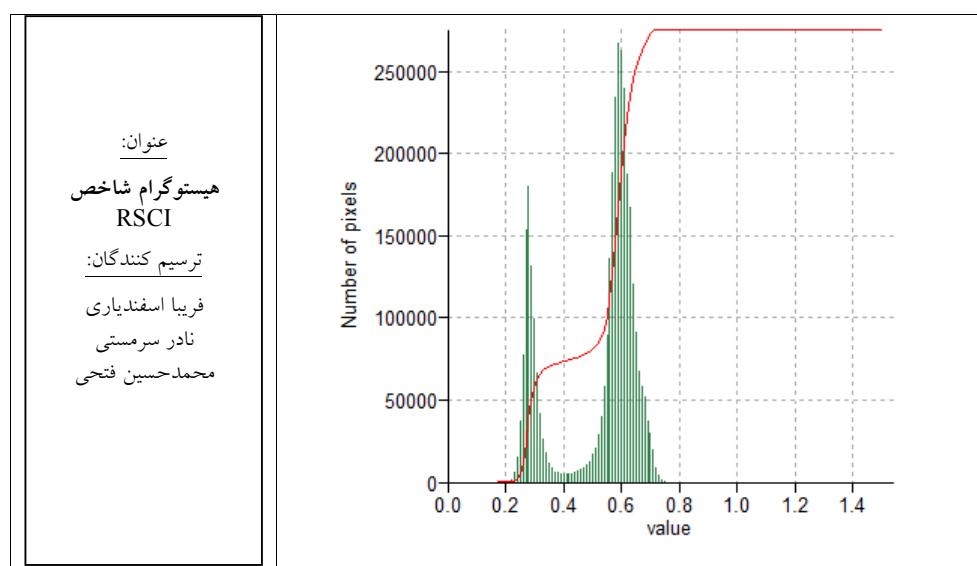 عنوان:
هیستوگرام شاخص
RSCI
ترسیم کنندگان:
فریبا اسفندیاری
نادر سرمستی
محمدحسین فتحی
250000
200000
150000
100000
50000
0
Number of pixels
0.0 0.2 0.4 0.6 0.8 1.0 1.2 1.4
value